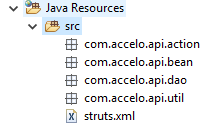 Java Resources
src
com.accelo.api.action
com.accelo.api.bean
com.accelo.api.dao
com.accelo.api.util
struts.xml